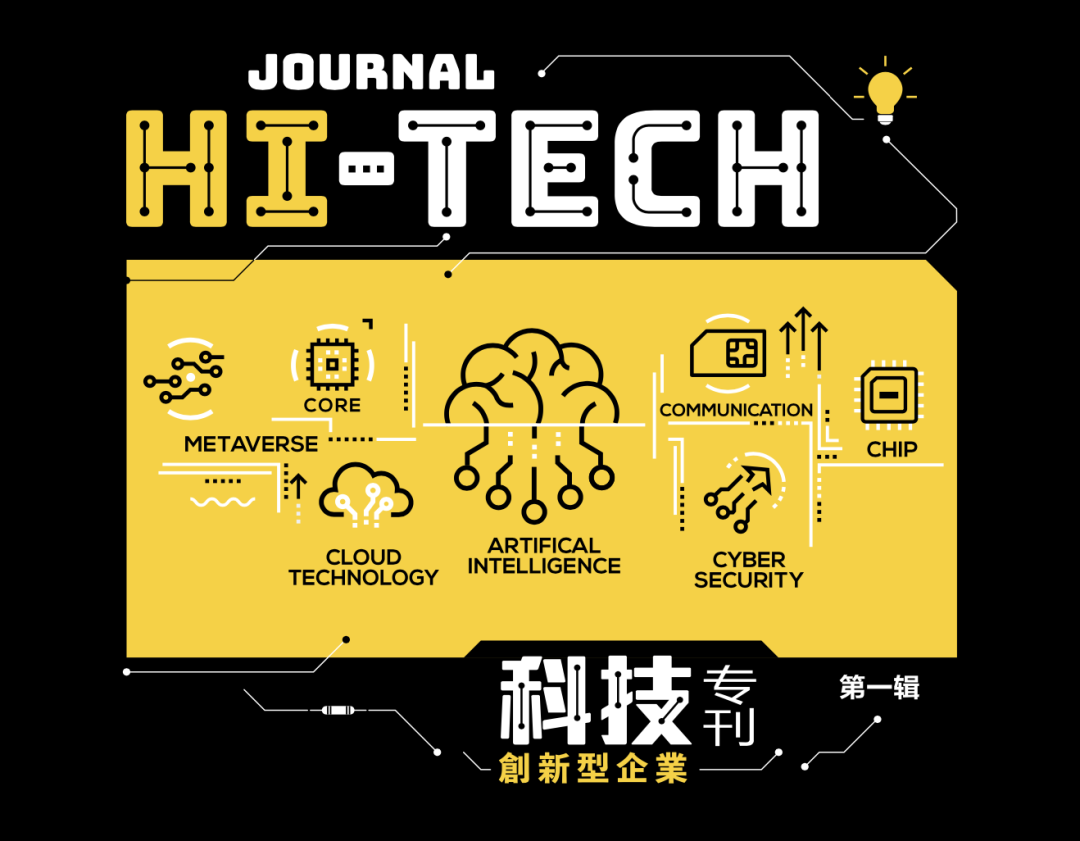 JOURNAL
HI-TECH
CORE
METAVERSE
CLOUD
TECHNOLOGY
ARTIFICAL
INTELLIGENCE
COMMUNICATION
CHIP
CYBER
SECURITY
科技
专刊
第一辑
創新型企業